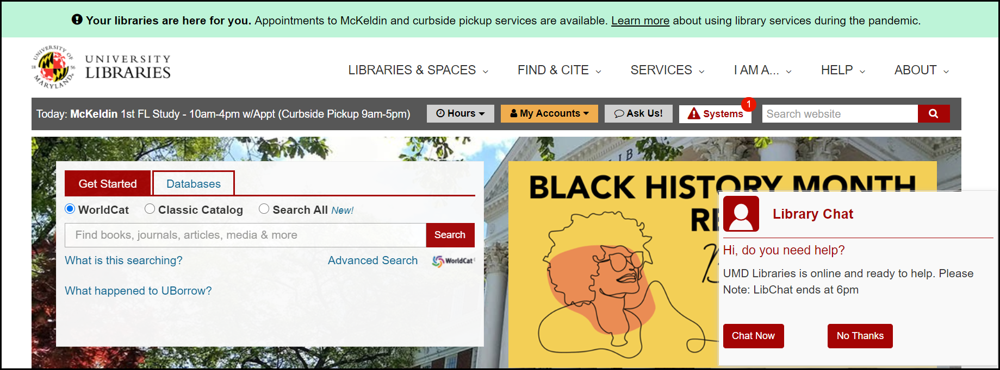 Your libraries are here for you. Appointments to McKeldin and curbside pickup services are available. Learn more about using library services during the pandemic.
UNIVERSITY OF MARYLAND
18 56
UNIVERSITY
LIBRARIES
LIBRARIES & SPACES
FIND & CITE
SERVICES
I AM A...
HELP
ABOUT
Today: McKeldin 1st FL Study - 10am-4pm w/Appt (Curbside Pickup 9am-5pm)
Hours
My Accounts
Ask Us!
Systems
1
Search website
Get Started
Databases
WorldCat
Classic Catalog
Search All New!
Find books, journals, articles, media & more
Search
What is this searching?
Advanced Search
WorldCat
What happened to UBorrow?
LIB
BLACK HISTORY MONTH
Library Chat
Hi, do you need help?
UMD Libraries is online and ready to help. Please
Note: LibChat ends at 6pm
Chat Now
No Thanks